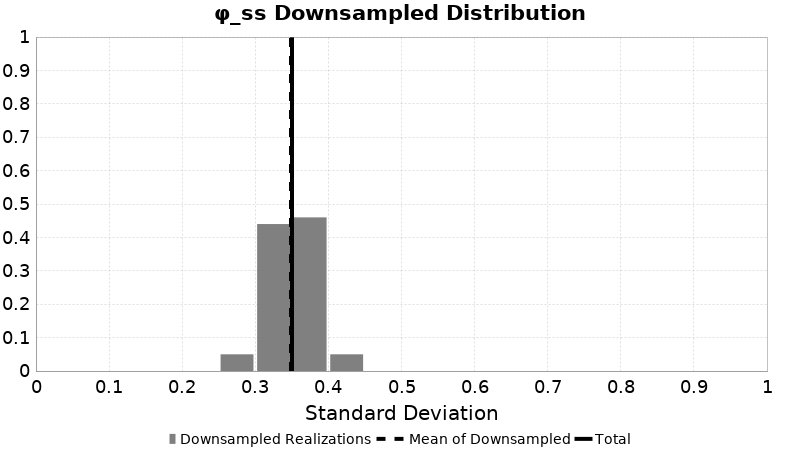 φ_ss Downsampled Distribution
1
0.9
0.8
0.7
0.6
0.5
0.4
0.3
0.2
0.1
0
0 0.1 0.2 0.3 0.4 0.5 0.6 0.7 0.8 0.9 1
Standard Deviation
Downsampled Realizations Mean of Downsampled Total